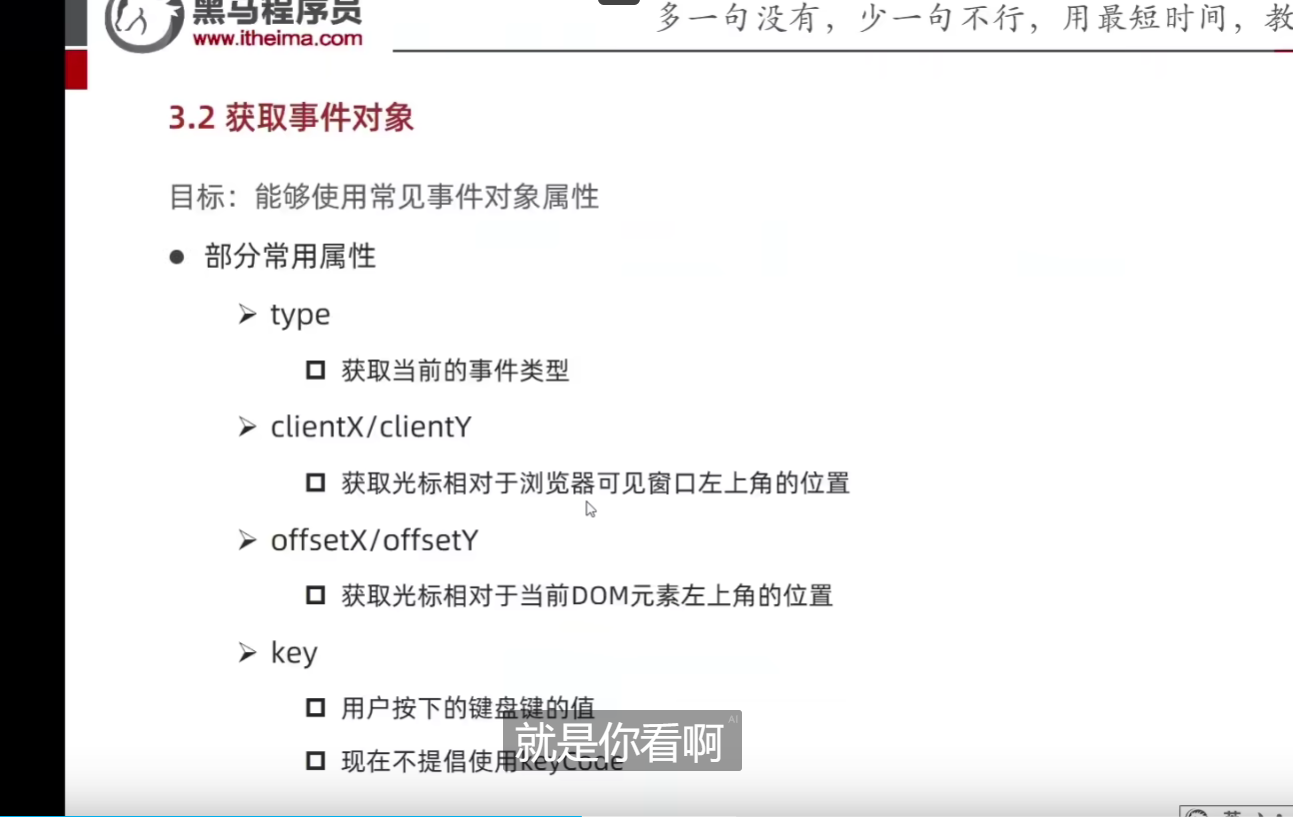 黑马程序员
www.itheima.com
多一句没有，少一句不行，用最短时间，教
3.2 获取事件对象
目标：能够使用常见事件对象属性
部分常用属性
type
获取当前的事件类型
clientX/clientY
获取光标相对于浏览器可见窗口左上角的位置
offsetX/offsetY
获取光标相对于当前DOM元素左上角的位置
key
用户按下的键盘键的值
就是你看啊
AI
现在不提倡使用keyCode